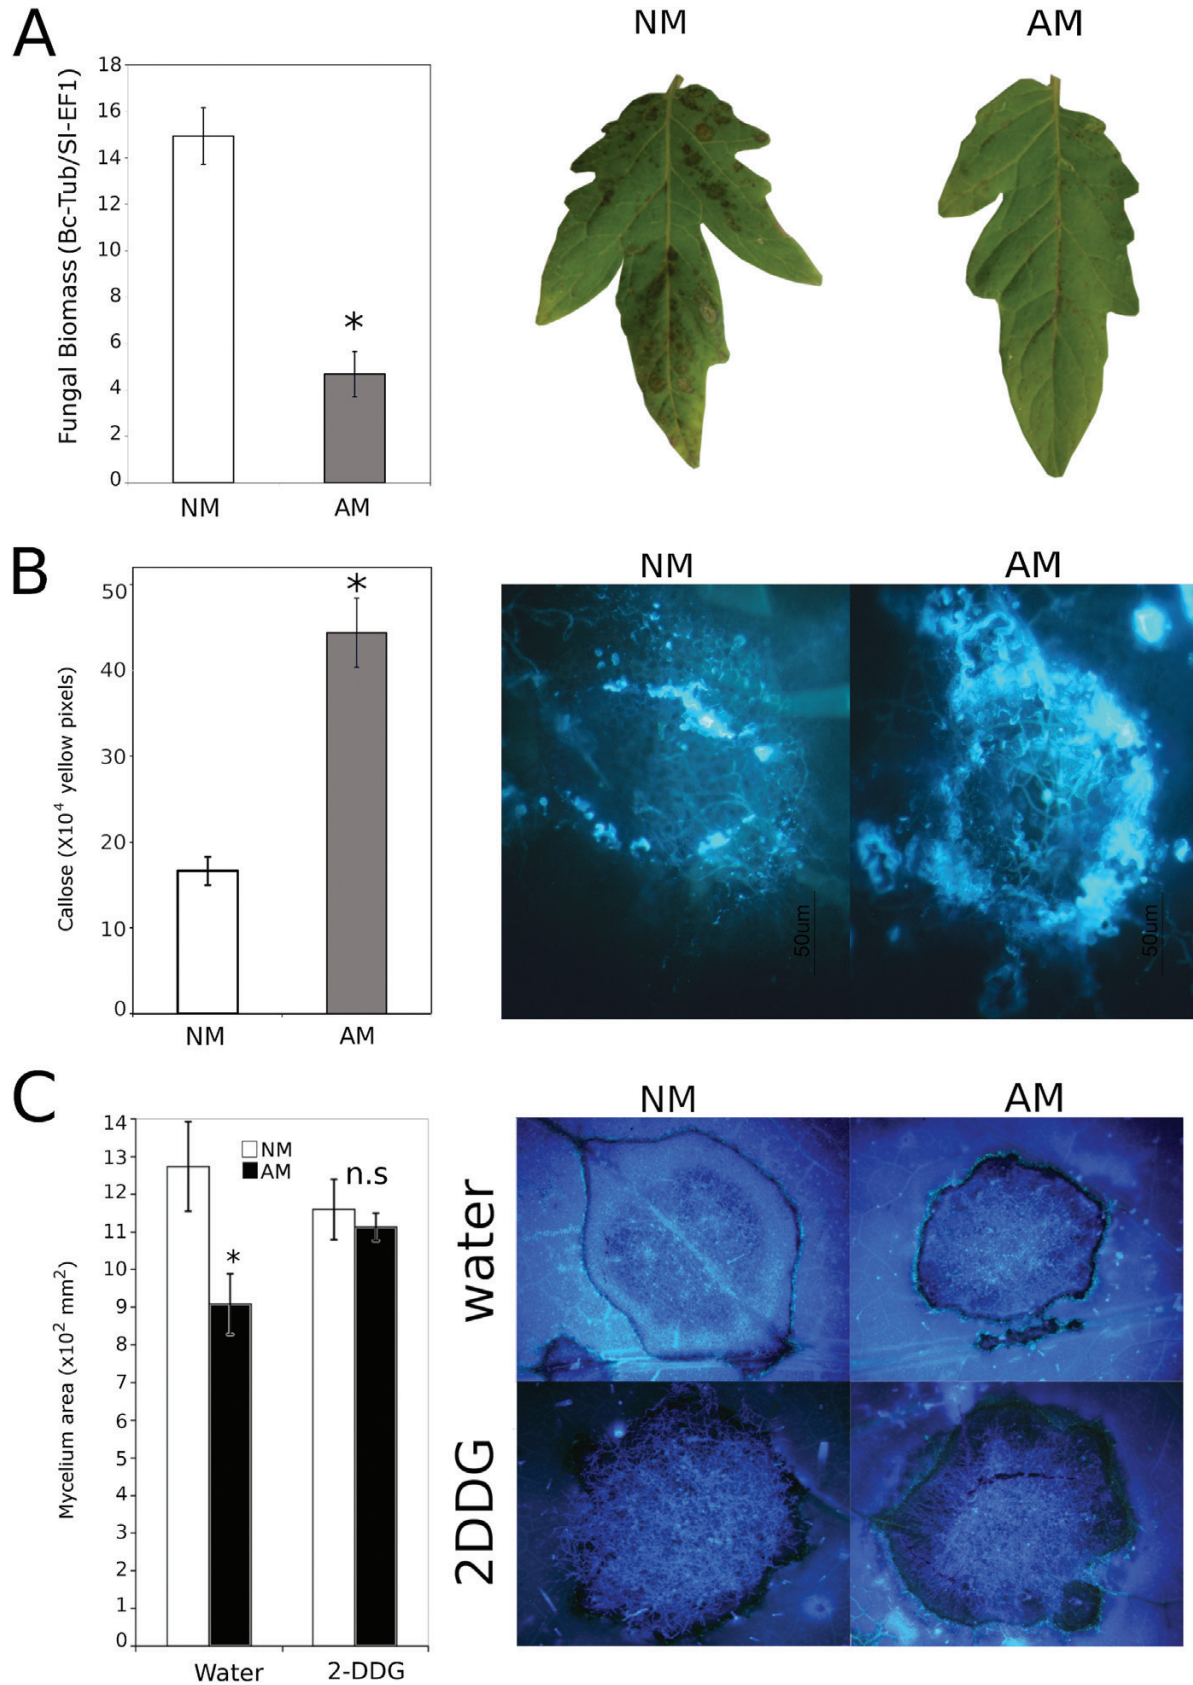 A
NM
AM
Fungal Biomass (Bc-Tub/Sl-EF1)
18
16
14
12
10
8
6
4
2
0
*
NM
AM
B
NM
AM
Callose (X10⁴ yellow pixels)
50
40
30
20
10
0
*
NM
AM
50um
50um
C
NM
AM
Mycelium area (x10² mm²)
14
13
12
11
10
9
8
7
6
5
4
3
2
1
0
NM
AM
*
n.s
Water
2-DDG
water
2DDG